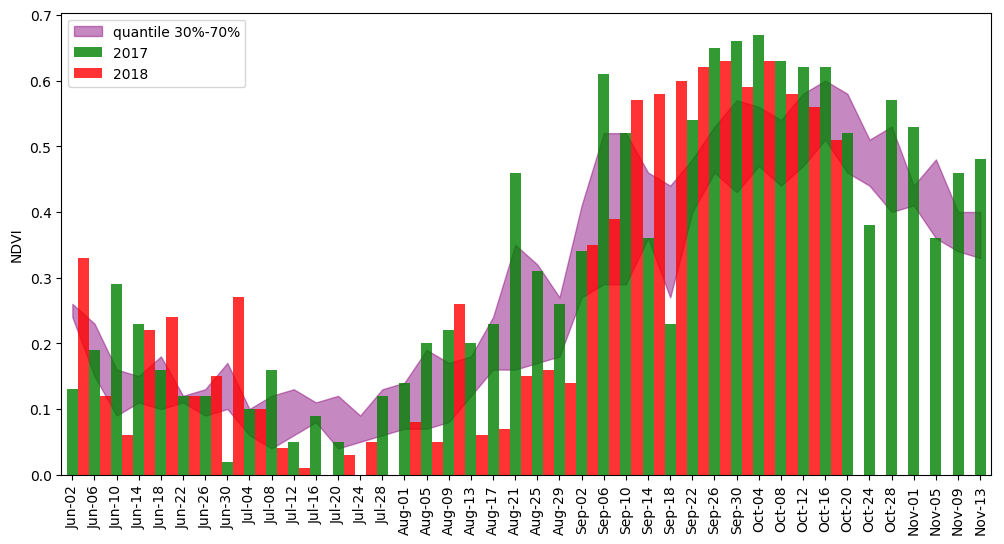 quantile 30%-70%
2017
2018
NDVI
0.7
0.6
0.5
0.4
0.3
0.2
0.1
0.0
Jun-02
Jun-06
Jun-10
Jun-14
Jun-18
Jun-22
Jun-26
Jun-30
Jul-04
Jul-08
Jul-12
Jul-16
Jul-20
Jul-24
Jul-28
Aug-01
Aug-05
Aug-09
Aug-13
Aug-17
Aug-21
Aug-25
Aug-29
Sep-02
Sep-06
Sep-10
Sep-14
Sep-18
Sep-22
Sep-26
Sep-30
Oct-04
Oct-08
Oct-12
Oct-16
Oct-20
Oct-24
Oct-28
Nov-01
Nov-05
Nov-09
Nov-13